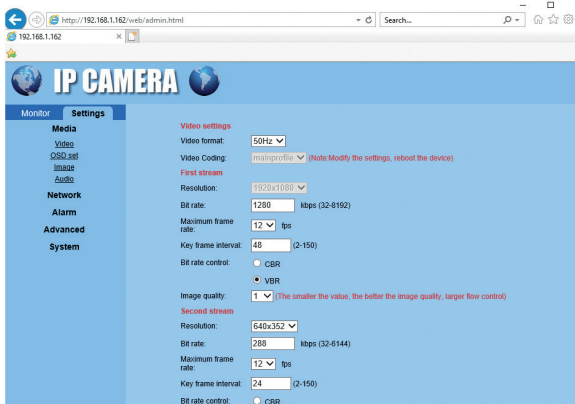 http://192.168.1.162/web/admin.html
Search...
192.168.1.162
IP CAMERA
Monitor Settings
Media
Video
OSD set
Image
Audio
Network
Alarm
Advanced
System
Video settings
Video format: 50Hz
Video Coding: mainprofile (Note:Modify the settings, reboot the device)
First stream
Resolution: 1920x1080
Bit rate: 1280 kbps (32-8192)
Maximum frame
rate: 12 fps
Key frame interval: 48 (2-150)
Bit rate control: CBR
VBR
Image quality: 1 (The smaller the value, the better the image quality, larger flow control)
Second stream
Resolution: 640x352
Bit rate: 288 kbps (32-6144)
Maximum frame
rate: 12 fps
Key frame interval: 24 (2-150)
Bit rate control: CBR